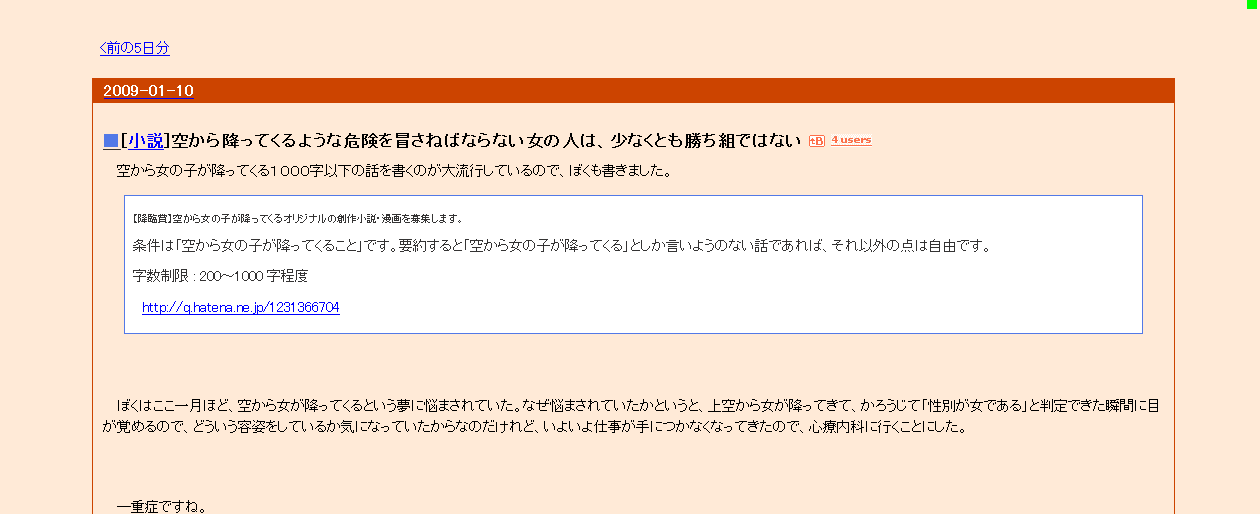 <前の5日分
2009-01-10
■[小説]空から降ってくるような危険を冒さねばならない女の人は、少なくとも勝ち組ではない B 4 users
空から女の子が降ってくる１０００字以下の話を書くのが大流行しているので、ぼくも書きました。
【降臨賞】空から女の子が降ってくるオリジナルの創作小説・漫画を募集します。
条件は「空から女の子が降ってくること」です。要約すると「空から女の子が降ってくる」としか言いようのない話であれば、それ以外の点は自由です。
字数制限 : 200～1000 字程度
http://q.hatena.ne.jp/1231366704
ぼくはここ一月ほど、空から女が降ってくるという夢に悩まされていた。なぜ悩まされていたかというと、上空から女が降ってきて、かろうじて「性別が女である」と判定できた瞬間に目
が覚めるので、どういう容姿をしているか気になっていたからなのだけれど、いよいよ仕事が手につかなくなってきたので、心療内科に行くことにした。
―重症ですね。